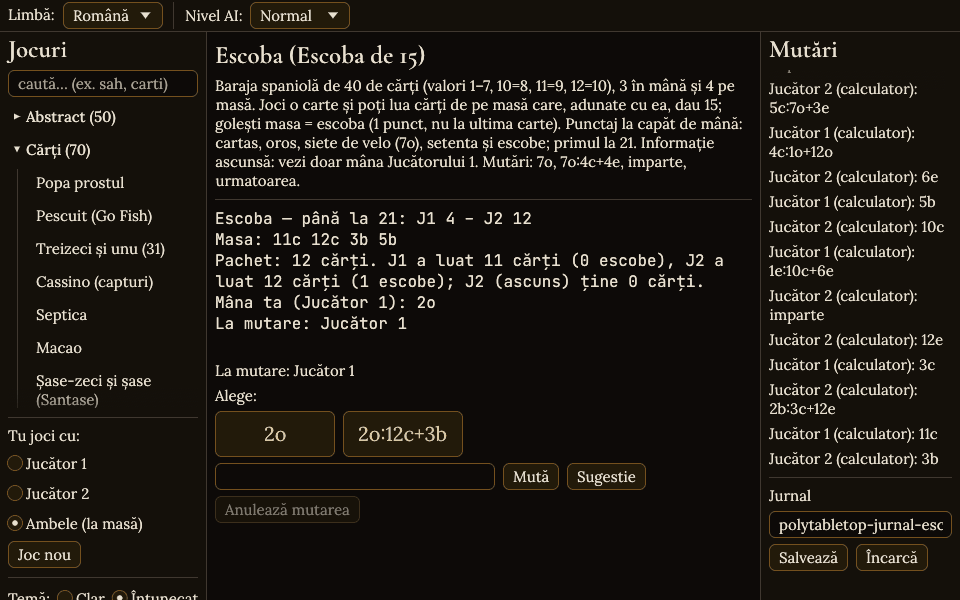 Limbă: Română ▼ Nivel AI: Normal ▼
Jocuri
caută... (ex. sah, carti)
▸ Abstract (50)
▾ Cărți (70)
Popa prostul
Pescuit (Go Fish)
Treizeci și unu (31)
Cassino (capturi)
Septica
Macao
Șase-zeci și șase
(Santase)
Tu joci cu:
Jucător 1
Jucător 2
Ambele (la masă)
Joc nou
Temă: Clar Întunecat
Escoba (Escoba de 15)
Baraja spaniolă de 40 de cărți (valori 1–7, 10=8, 11=9, 12=10), 3 în mână și 4 pe
masă. Joci o carte și poți lua cărți de pe masă care, adunate cu ea, dau 15;
golești masa = escoba (1 punct, nu la ultima carte). Punctaj la capăt de mână:
cartas, oros, siete de velo (7o), setenta și escobe; primul la 21. Informație
ascunsă: vezi doar mâna Jucătorului 1. Mutări: 7o, 7o:4c+4e, imparte,
urmatoarea.
Escoba — până la 21: J1 4 – J2 12
Masa: 11c 12c 3b 5b
Pachet: 12 cărți. J1 a luat 11 cărți (0 escobe), J2 a
luat 12 cărți (1 escobe); J2 (ascuns) ține 0 cărți.
Mâna ta (Jucător 1): 2o
La mutare: Jucător 1
La mutare: Jucător 1
Alege:
2o 2o:12c+3b
Mută Sugestie
Anulează mutarea
Mutări
Jucător 2 (calculator):
5c:7o+3e
Jucător 1 (calculator):
4c:1o+12o
Jucător 2 (calculator): 6e
Jucător 1 (calculator): 5b
Jucător 2 (calculator): 10c
Jucător 1 (calculator):
1e:10c+6e
Jucător 2 (calculator):
imparte
Jucător 2 (calculator): 12e
Jucător 1 (calculator): 3c
Jucător 2 (calculator):
2b:3c+12e
Jucător 1 (calculator): 11c
Jucător 2 (calculator): 3b
Jurnal
polytabletop-jurnal-esc
Salvează Încarcă